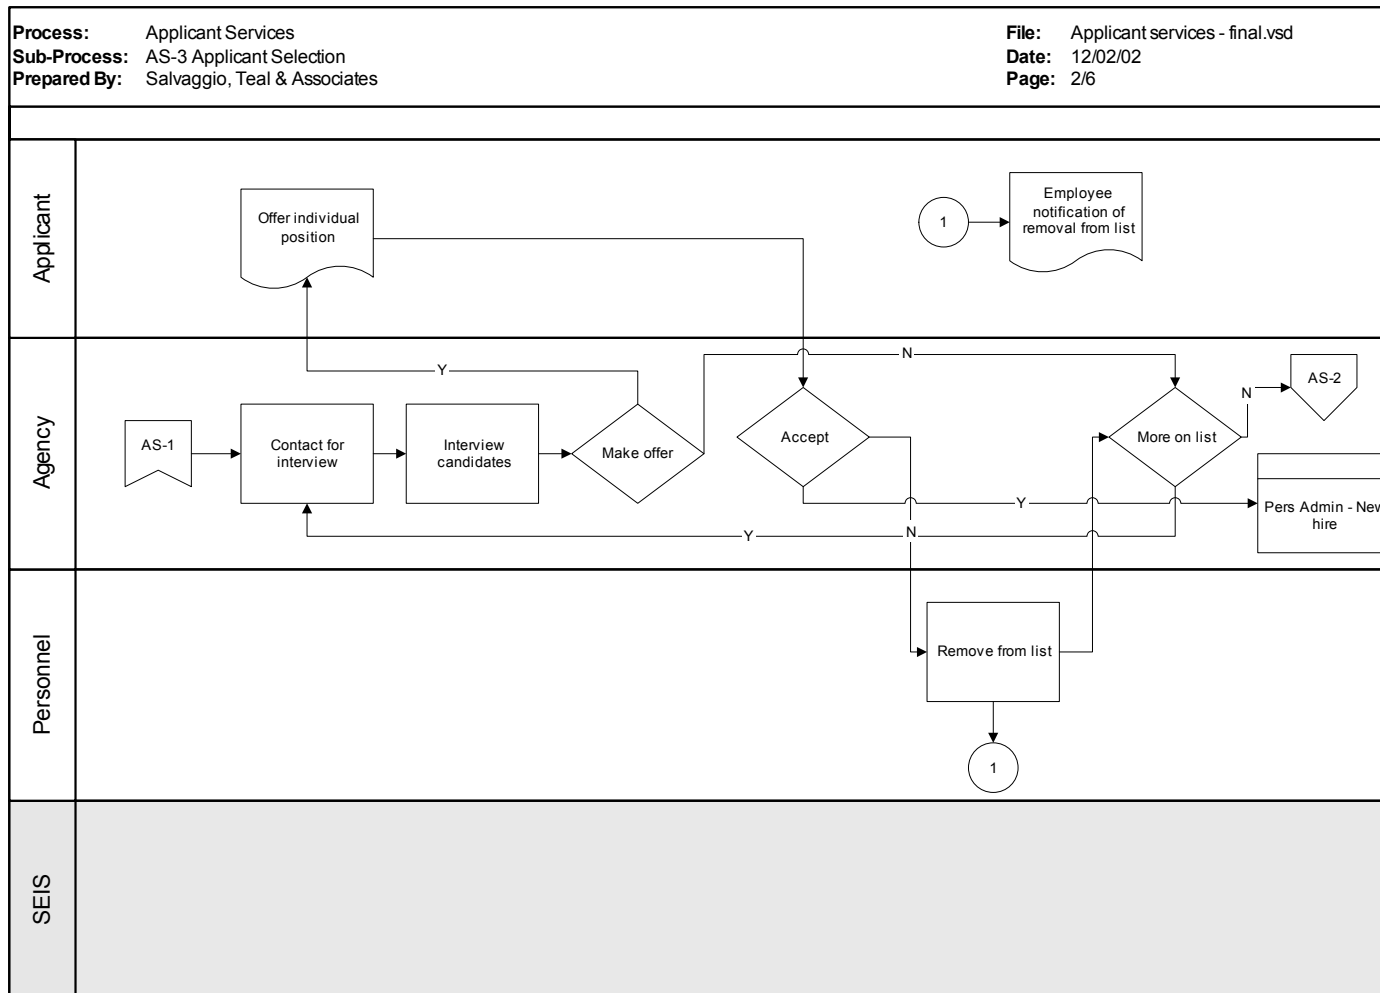 Process: Applicant Services
Sub-Process: AS-3 Applicant Selection
Prepared By: Salvaggio, Teal & Associates
File: Applicant services - final.vsd
Date: 12/02/02
Page: 2/6
Applicant
Offer individual
position
1
Employee
notification of
removal from list
Agency
AS-1
Contact for
interview
Interview
candidates
Make offer
Y
N
Accept
More on list
N
AS-2
Y
Pers Admin - New
hire
Y
N
Personnel
Remove from list
1
SEIS